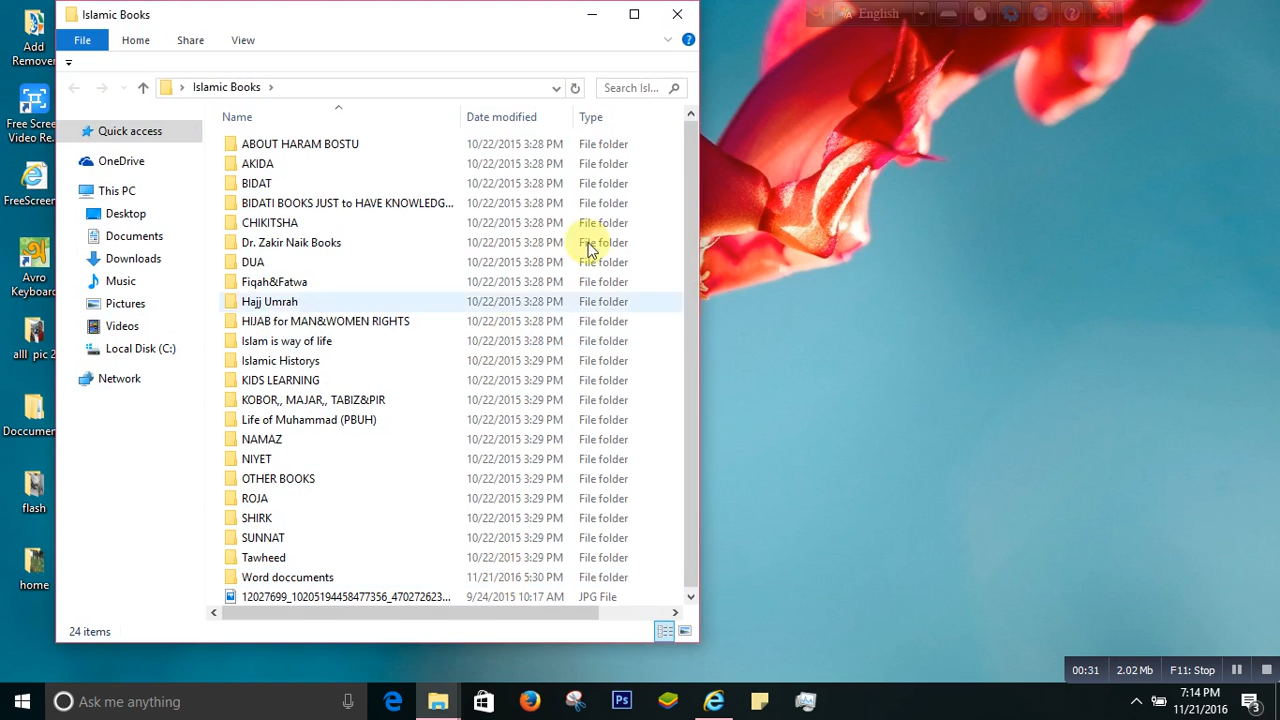 Islamic Books
English
File Home Share View
Islamic Books
Search Isl...
Name Date modified Type
Quick access
OneDrive
This PC
Desktop
Documents
Downloads
Music
Pictures
Videos
Local Disk (C:)
Network
ABOUT HARAM BOSTU 10/22/2015 3:28 PM File folder
AKIDA 10/22/2015 3:28 PM File folder
BIDAT 10/22/2015 3:28 PM File folder
BIDATI BOOKS JUST to HAVE KNOWLEDG... 10/22/2015 3:28 PM File folder
CHIKITSHA 10/22/2015 3:28 PM File folder
Dr. Zakir Naik Books 10/22/2015 3:28 PM File folder
DUA 10/22/2015 3:28 PM File folder
Fiqah&Fatwa 10/22/2015 3:28 PM File folder
Hajj Umrah 10/22/2015 3:28 PM File folder
HIJAB for MAN&WOMEN RIGHTS 10/22/2015 3:28 PM File folder
Islam is way of life 10/22/2015 3:28 PM File folder
Islamic Historys 10/22/2015 3:29 PM File folder
KIDS LEARNING 10/22/2015 3:29 PM File folder
KOBOR,, MAJAR,, TABIZ&PIR 10/22/2015 3:29 PM File folder
Life of Muhammad (PBUH) 10/22/2015 3:29 PM File folder
NAMAZ 10/22/2015 3:29 PM File folder
NIYET 10/22/2015 3:29 PM File folder
OTHER BOOKS 10/22/2015 3:29 PM File folder
ROJA 10/22/2015 3:29 PM File folder
SHIRK 10/22/2015 3:29 PM File folder
SUNNAT 10/22/2015 3:29 PM File folder
Tawheed 10/22/2015 3:29 PM File folder
Word doccuments 11/21/2016 5:30 PM File folder
12027699_10205194458477356_470272623... 9/24/2015 10:17 AM JPG File
24 items
Add
Remove
Free Scree
Video Re...
FreeScreen
Avro
Keyboard
alll pic 2
Doccumen
flash
home
00:31 2.02 Mb F11: Stop
Ask me anything
Ps
7:14 PM
11/21/2016
3